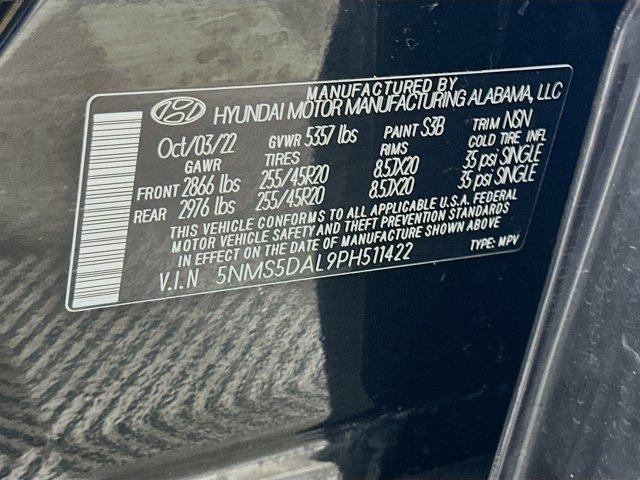 MANUFACTURED BY
HYUNDAI MOTOR MANUFACTURING ALABAMA, LLC
Oct/03/22 GVWR 5357 lbs PAINT S3B TRIM NSN
GAWR TIRES RIMS COLD TIRE INFL
FRONT 2866 lbs 255/45R20 8.5JX20 35 psi SINGLE
REAR 2976 lbs 255/45R20 8.5JX20 35 psi SINGLE
THIS VEHICLE CONFORMS TO ALL APPLICABLE U.S.A. FEDERAL
MOTOR VEHICLE SAFETY AND THEFT PREVENTION STANDARDS
IN EFFECT ON THE DATE OF MANUFACTURE SHOWN ABOVE
V.I.N 5NMS5DAL9PH511422 TYPE: MPV